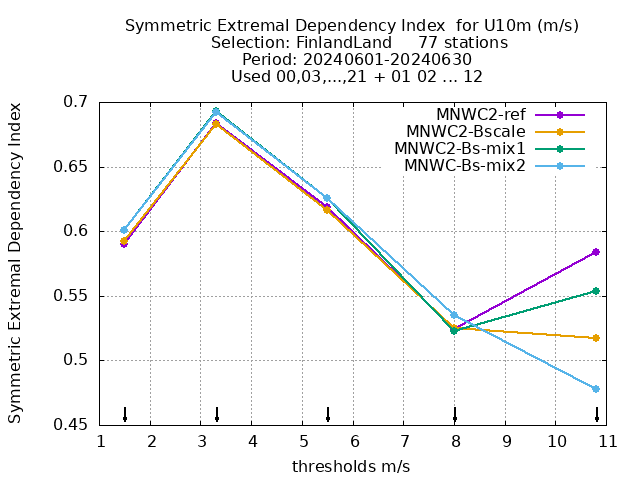 Symmetric Extremal Dependency Index  for U10m (m/s)
Selection: FinlandLand     77 stations
Period: 20240601-20240630
Used 00,03,...,21 + 01 02 ... 12
MNWC2-ref
MNWC2-Bscale
MNWC2-Bs-mix1
MNWC-Bs-mix2
Symmetric Extremal Dependency Index
0.7
0.65
0.6
0.55
0.5
0.45
1 2 3 4 5 6 7 8 9 10 11
thresholds m/s